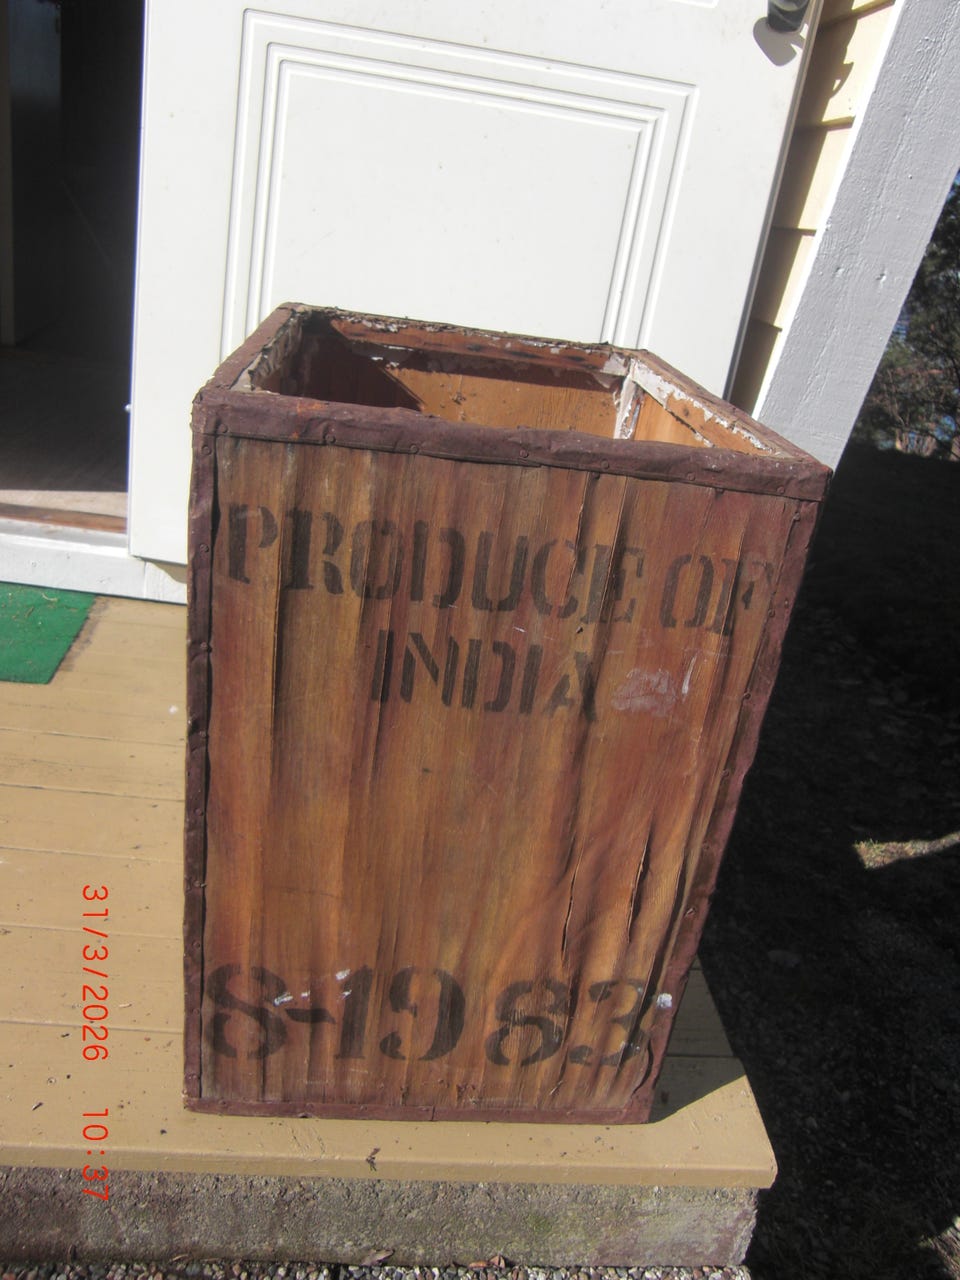 PRODUCE OF
INDIA
8-1983
31/3/2026 10:37